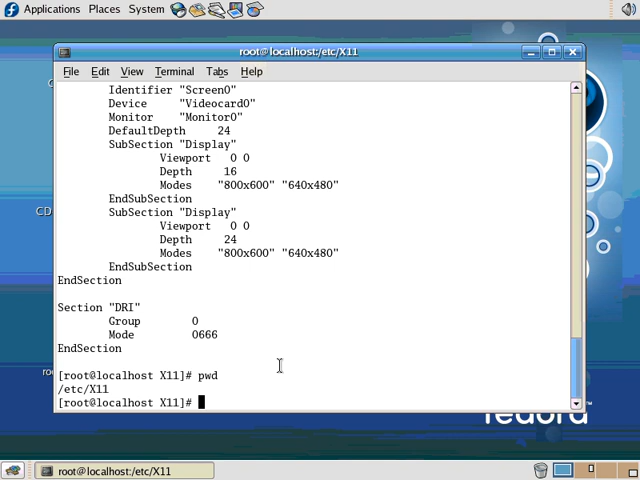 Applications Places System
root@localhost:/etc/X11
File Edit View Terminal Tabs Help
Identifier "Screen0"
Device "Videocard0"
Monitor "Monitor0"
DefaultDepth 24
SubSection "Display"
Viewport 0 0
Depth 16
Modes "800x600" "640x480"
EndSubSection
SubSection "Display"
Viewport 0 0
Depth 24
Modes "800x600" "640x480"
EndSubSection
EndSection
Section "DRI"
Group 0
Mode 0666
EndSection
[root@localhost X11]# pwd
/etc/X11
[root@localhost X11]#
CD
fedora
root@localhost:/etc/X11